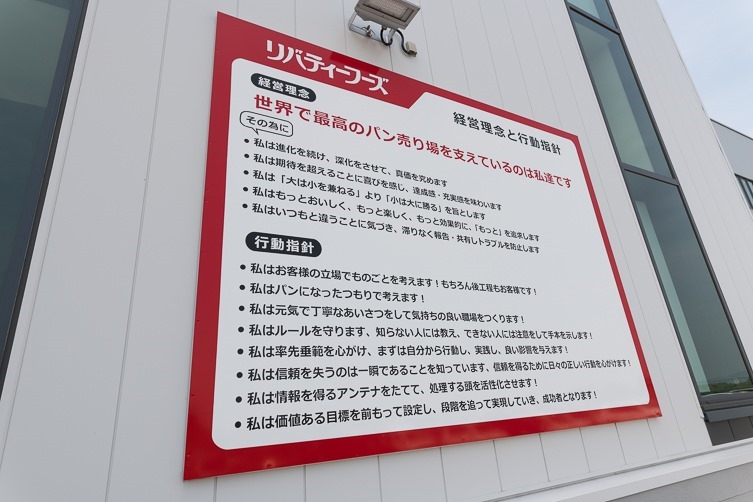 リバティーフーズ
経営理念と行動指針
経営理念
世界で最高のパン売り場を支えているのは私達です
その為に
• 私は進化を続け、深化をさせて、真価を究めます
• 私は期待を超えることに喜びを感じ、達成感・充実感を味わいます
• 私は「大は小を兼ねる」より「小は大に勝る」を旨とします
• 私はもっとおいしく、もっと楽しく、もっと効果的に、「もっと」を追求します
• 私はいつもと違うことに気づき、滞りなく報告・共有しトラブルを防止します
行動指針
• 私はお客様の立場でものごとを考えます！もちろん後工程もお客様です！
• 私はパンになったつもりで考えます！
• 私は元気で丁寧なあいさつをして気持ちの良い職場をつくります！
• 私はルールを守ります、知らない人には教え、できない人には注意をして手本を示します！
• 私は率先垂範を心がけ、まずは自分から行動し、実践し、良い影響を与えます！
• 私は信頼を失うのは一瞬であることを知っています、信頼を得るために日々の正しい行動を心がけます！
• 私は情報を得るアンテナをたてて、処理する頭を活性化させます！
• 私は価値ある目標を前もって設定し、段階を追って実現していき、成功者となります！